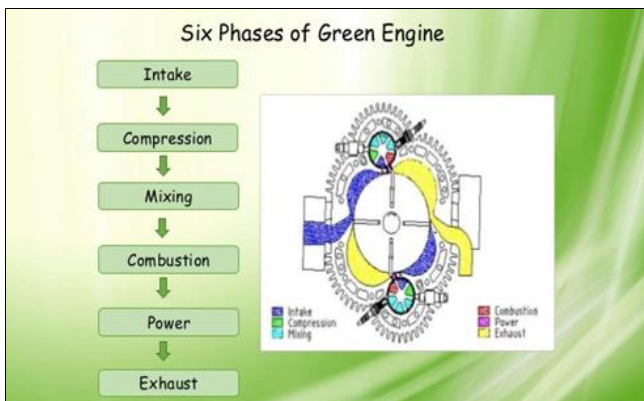 Six Phases of Green Engine
Intake
Compression
Mixing
Combustion
Power
Exhaust
Intake
Compression
Mixing
Combustion
Power
Exhaust